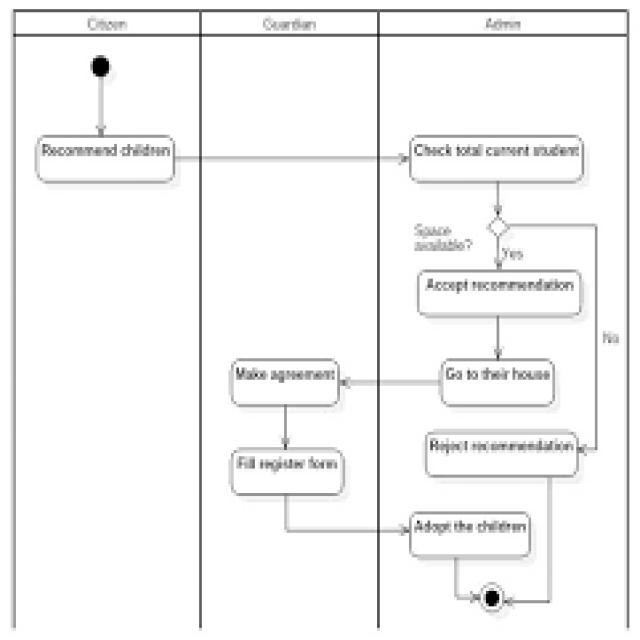 Citizen
Guardian
Admin
Recommend children
Check total current student
Space
available?
Yes
Accept recommendation
No
Make agreement
Go to their house
Reject recommendation
Fill register form
Adopt the children